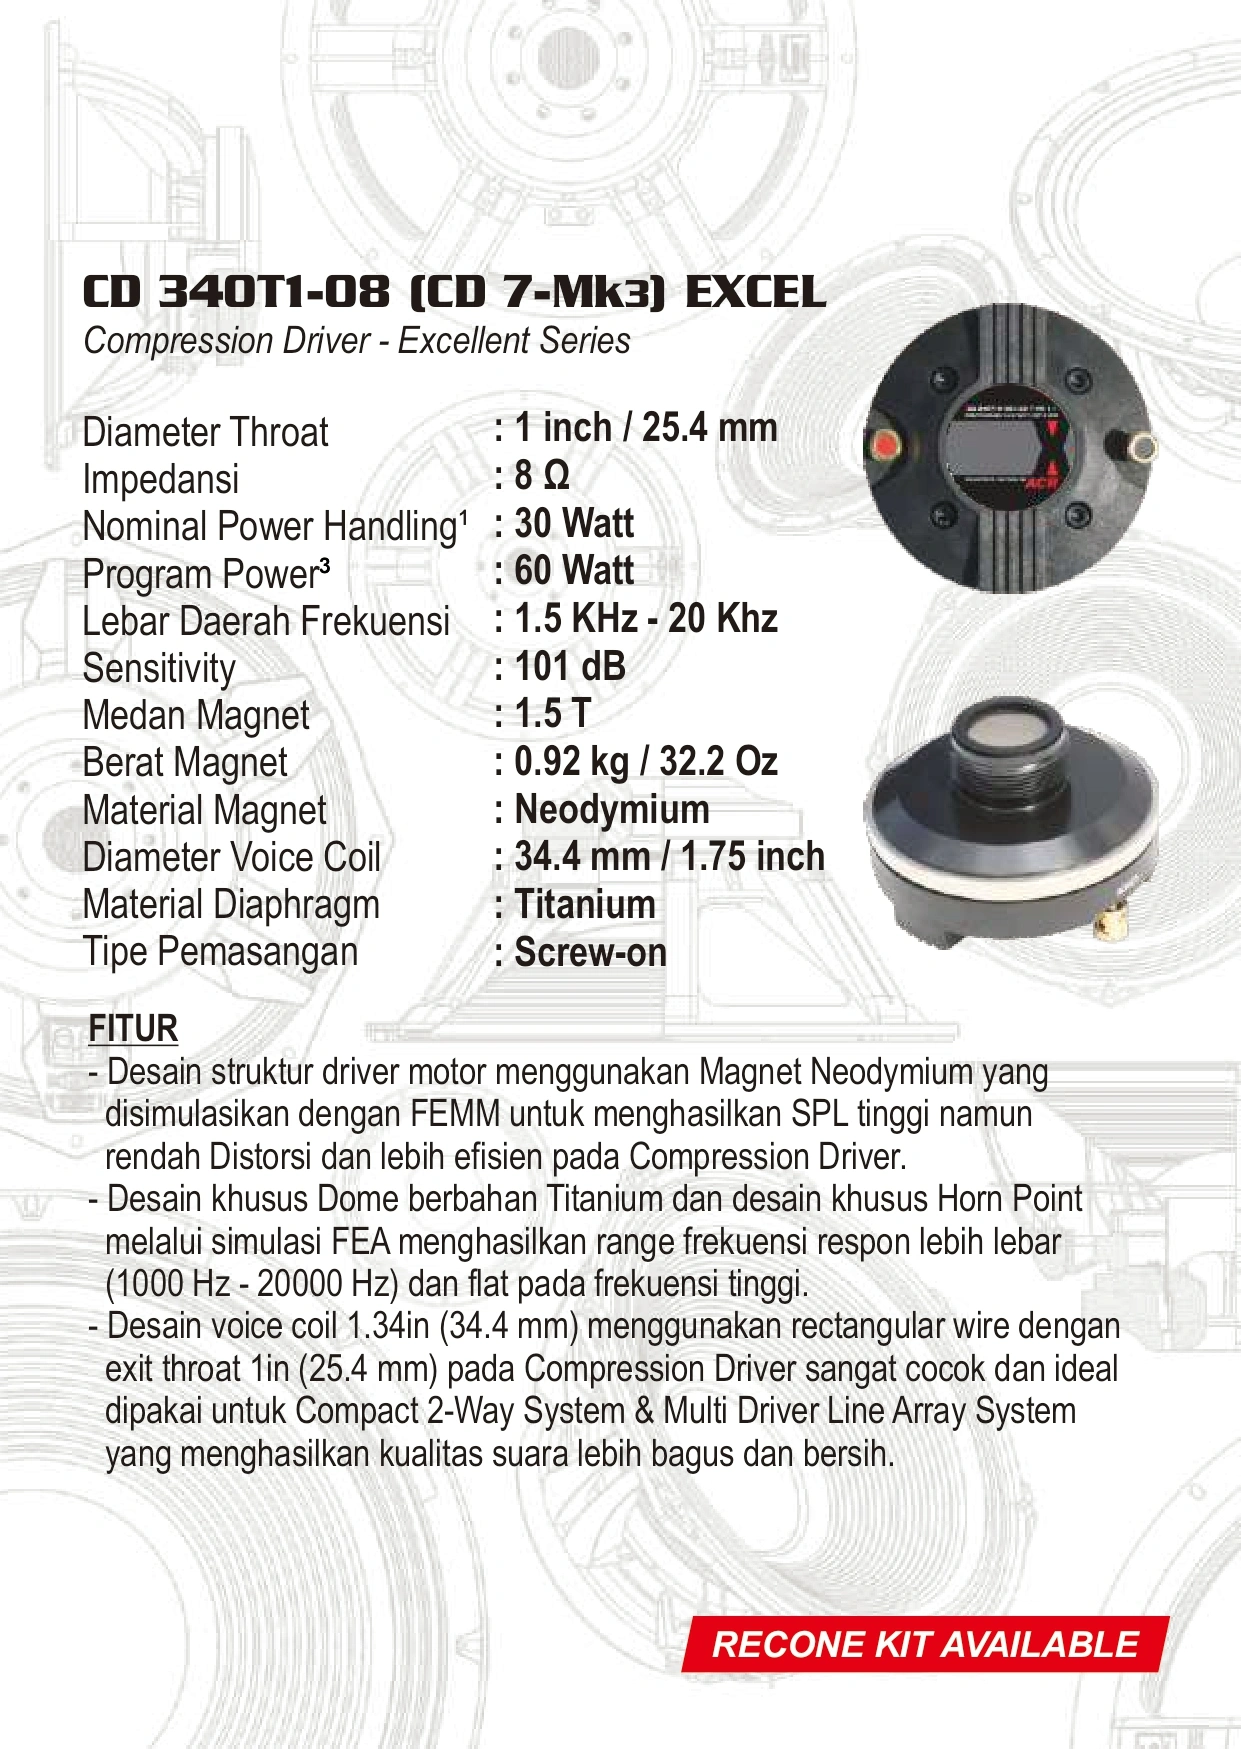 CD 340T1-08 (CD 7-Mk3) EXCEL
Compression Driver - Excellent Series
Diameter Throat : 1 inch / 25.4 mm
Impedansi : 8 Ω
Nominal Power Handling¹ : 30 Watt
Program Power³ : 60 Watt
Lebar Daerah Frekuensi : 1.5 KHz - 20 Khz
Sensitivity : 101 dB
Medan Magnet : 1.5 T
Berat Magnet : 0.92 kg / 32.2 Oz
Material Magnet : Neodymium
Diameter Voice Coil : 34.4 mm / 1.75 inch
Material Diaphragm : Titanium
Tipe Pemasangan : Screw-on
ACR
FITUR
- Desain struktur driver motor menggunakan Magnet Neodymium yang
disimulasikan dengan FEMM untuk menghasilkan SPL tinggi namun
rendah Distorsi dan lebih efisien pada Compression Driver.
- Desain khusus Dome berbahan Titanium dan desain khusus Horn Point
melalui simulasi FEA menghasilkan range frekuensi respon lebih lebar
(1000 Hz - 20000 Hz) dan flat pada frekuensi tinggi.
- Desain voice coil 1.34in (34.4 mm) menggunakan rectangular wire dengan
exit throat 1in (25.4 mm) pada Compression Driver sangat cocok dan ideal
dipakai untuk Compact 2-Way System & Multi Driver Line Array System
yang menghasilkan kualitas suara lebih bagus dan bersih.
RECONE KIT AVAILABLE